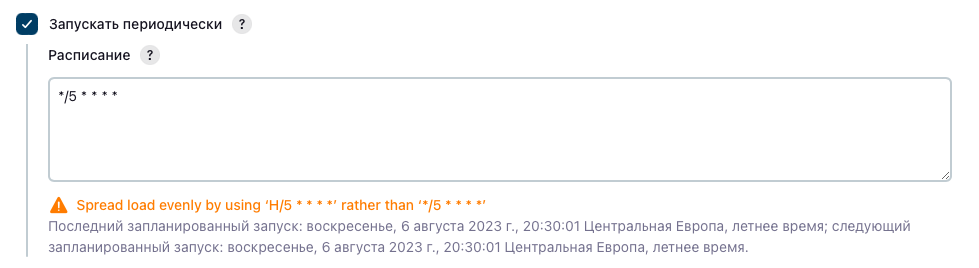 Запускать периодически ?
Расписание ?
*/5 * * * *
Spread load evenly by using ‘H/5 * * * *’ rather than ‘*/5 * * * *’
Последний запланированный запуск: воскресенье, 6 августа 2023 г., 20:30:01 Центральная Европа, летнее время; следующий
запланированный запуск: воскресенье, 6 августа 2023 г., 20:30:01 Центральная Европа, летнее время.